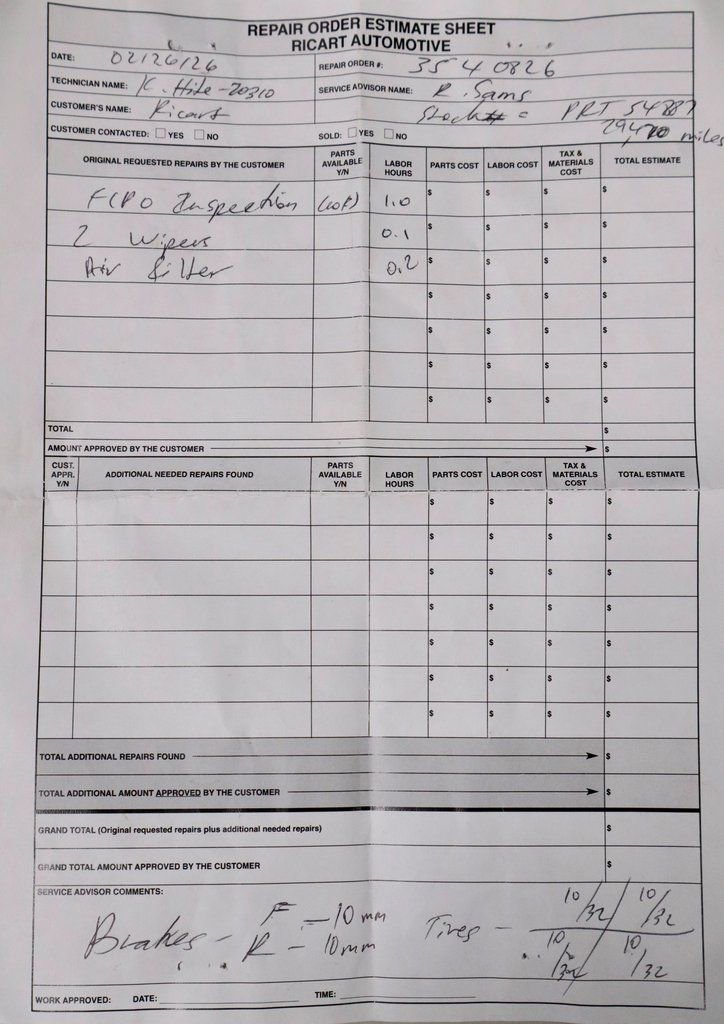 REPAIR ORDER ESTIMATE SHEET
RICART AUTOMOTIVE
DATE: 02/26/26 REPAIR ORDER #: 3540826
TECHNICIAN NAME: K. Hite - 20310 SERVICE ADVISOR NAME: R. Sams
CUSTOMER'S NAME: Ricart Stock # = PRT 54887
CUSTOMER CONTACTED: YES NO SOLD: YES NO miles
ORIGINAL REQUESTED REPAIRS BY THE CUSTOMER PARTS AVAILABLE Y/N LABOR HOURS PARTS COST LABOR COST TAX & MATERIALS COST TOTAL ESTIMATE
FCPO Inspection 1.0 $ $ $ $
2 Wipers 0.1 $ $ $ $
Air filter 0.2 $ $ $ $
$ $ $ $
$ $ $ $
$ $ $ $
$ $ $ $
TOTAL $
AMOUNT APPROVED BY THE CUSTOMER $
CUST. APPR. Y/N ADDITIONAL NEEDED REPAIRS FOUND PARTS AVAILABLE Y/N LABOR HOURS PARTS COST LABOR COST TAX & MATERIALS COST TOTAL ESTIMATE
$ $ $ $
$ $ $ $
$ $ $ $
$ $ $ $
$ $ $ $
$ $ $ $
$ $ $ $
TOTAL ADDITIONAL REPAIRS FOUND $
TOTAL ADDITIONAL AMOUNT APPROVED BY THE CUSTOMER $
GRAND TOTAL (Original requested repairs plus additional needed repairs) $
GRAND TOTAL AMOUNT APPROVED BY THE CUSTOMER $
SERVICE ADVISOR COMMENTS:
Brakes - F - 10mm Tires - 10/32 10/32
R - 10mm 10/32 10/32
WORK APPROVED: DATE: TIME: